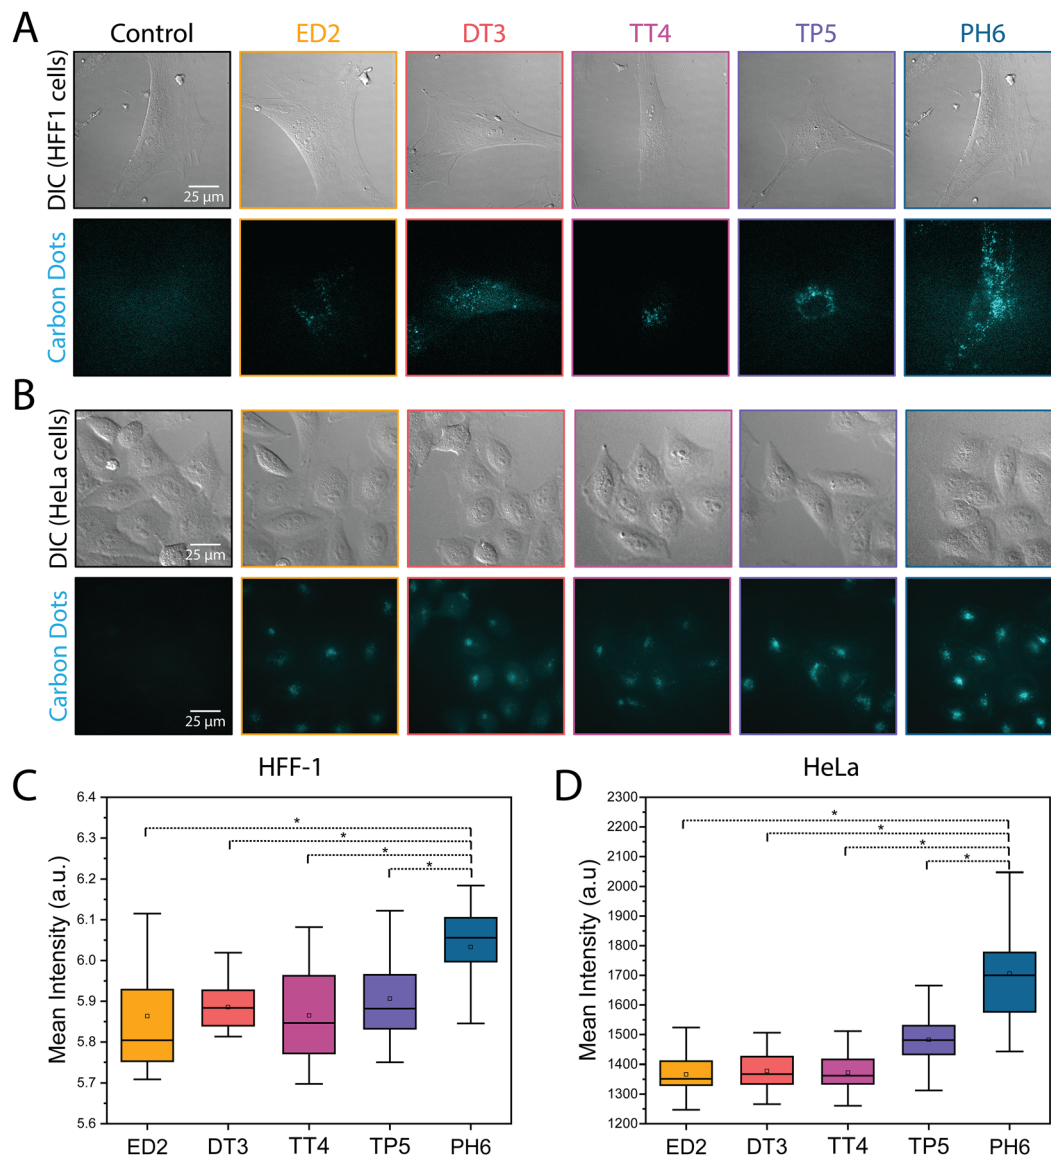 A
Control
ED2
DT3
TT4
TP5
PH6
DIC (HFF1 cells)
25 µm
Carbon Dots
B
DIC (HeLa cells)
25 µm
Carbon Dots
25 µm
C
HFF-1
Mean Intensity (a.u.)
6.4
6.3
6.2
6.1
6.0
5.9
5.8
5.7
5.6
*
*
*
*
ED2
DT3
TT4
TP5
PH6
D
HeLa
Mean Intensity (a.u)
2300
2200
2100
2000
1900
1800
1700
1600
1500
1400
1300
1200
*
*
*
*
ED2
DT3
TT4
TP5
PH6